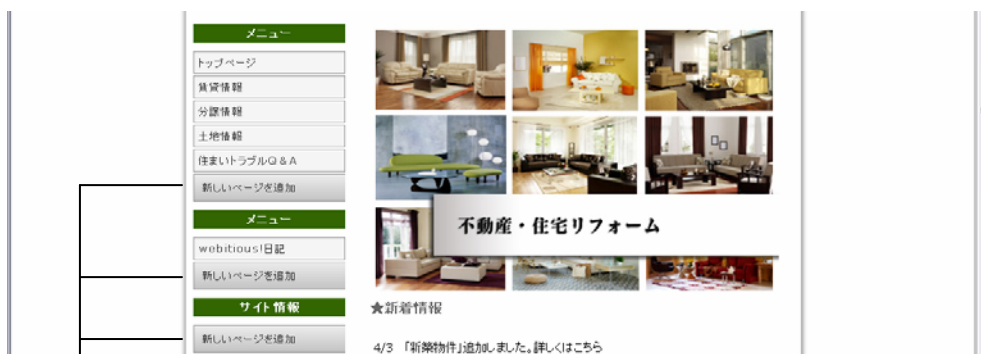 メニュー
トップページ
賃貸情報
分譲情報
土地情報
住まいトラブルQ&A
新しいページを追加
メニュー
webitious!日記
新しいページを追加
サイト情報
新しいページを追加
不動産・住宅リフォーム
★新着情報
4/3 「新築物件」追加しました。詳しくはこちら